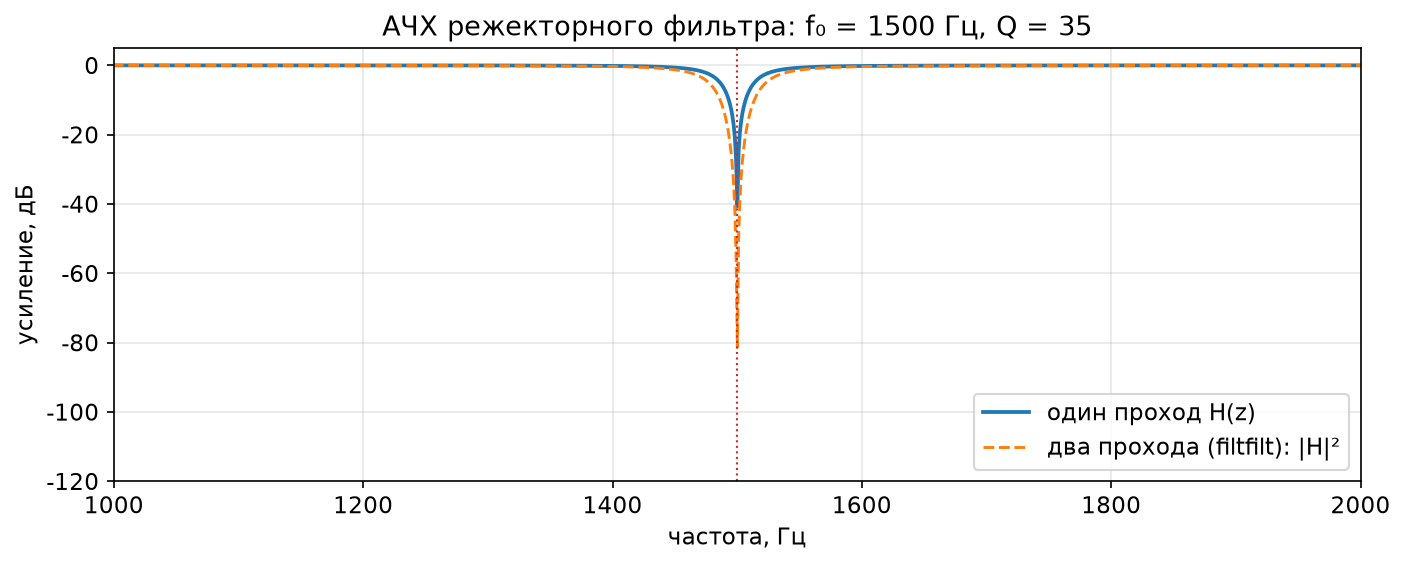 АЧХ режекторного фильтра: f₀ = 1500 Гц, Q = 35
усиление, дБ
0
-20
-40
-60
-80
-100
-120
1000
1200
1400
1600
1800
2000
частота, Гц
один проход H(z)
два прохода (filtfilt): |H|²